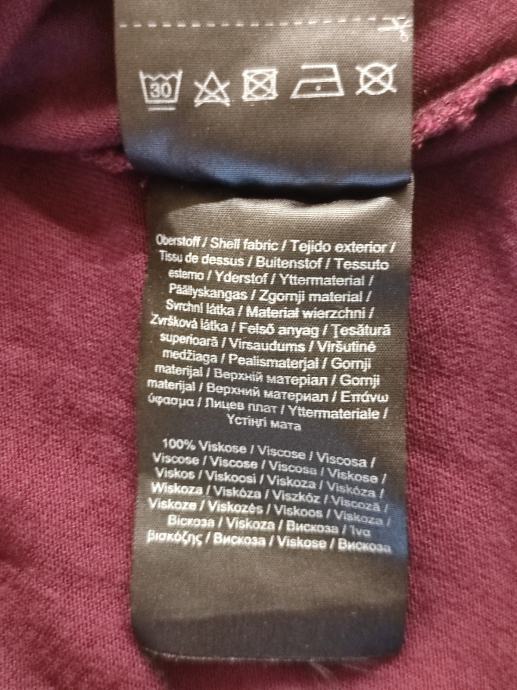 30
Oberstoff / Shell fabric / Tejido exterior /
Tissu de dessus / Buitenstof / Tessuto
esterno / Yderstof / Yttermaterial /
Päällyskangas / Zgornji material /
Svrchní látka / Materiał wierzchni /
Zvršková látka / Felső anyag / Țesătură
superioară / Virsaudums / Viršutinė
medžiaga / Pealismaterjal / Gornji
materijal / Верхній матеріал / Gornji
materijal / Верхний материал / Επάνω
ύφασμα / Лицев плат / Yttermateriale /
Үстіңгі мата
100% Viskose / Viscose / Viscosa /
Viscose / Viscose / Viscosa / Viskose /
Viskos / Viskoosi / Viskoza / Viskóza /
Wiskoza / Viskóza / Viszkóz / Viscoză /
Viskoze / Viskozės / Viskoos / Viskoza /
Віскоза / Viskoza / Вискоза / Ίνα
βισκόζης / Вискоза / Viskose / Вискоза